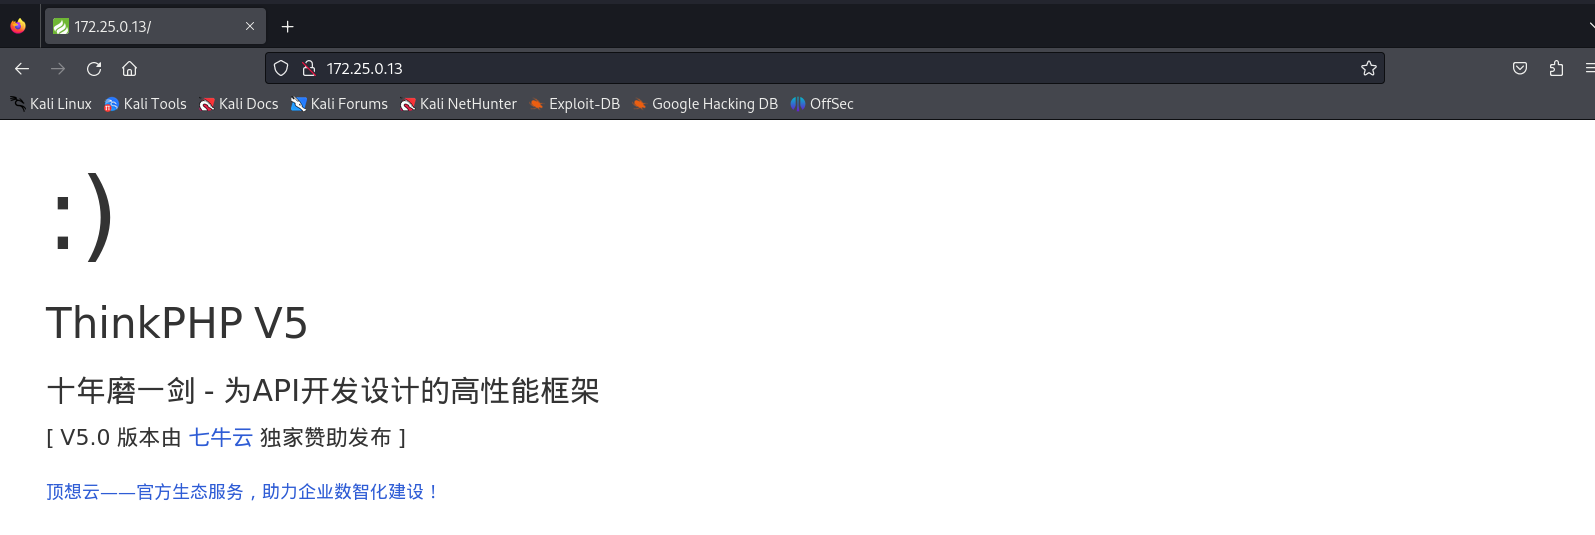 172.25.0.13/
172.25.0.13
Kali Linux Kali Tools Kali Docs Kali Forums Kali NetHunter Exploit-DB Google Hacking DB OffSec
:)
ThinkPHP V5
十年磨一剑 - 为API开发设计的高性能框架
[ V5.0 版本由 七牛云 独家赞助发布 ]
顶想云——官方生态服务，助力企业数智化建设！